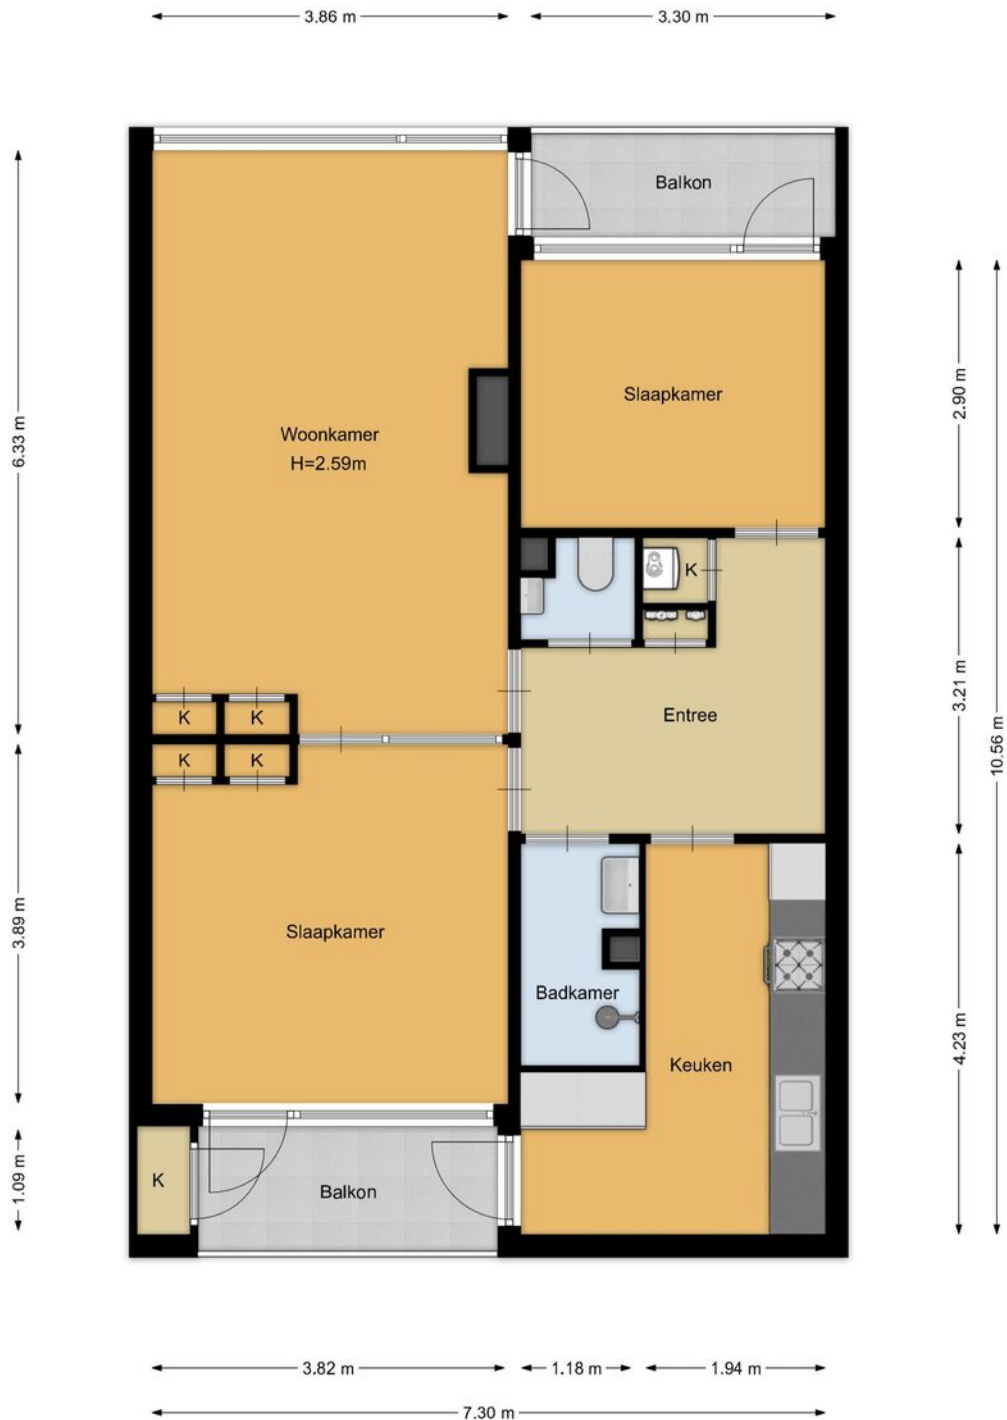 3.86 m
3.30 m
Balkon
6.33 m
Woonkamer
H=2.59m
Slaapkamer
2.90 m
K
3.21 m
10.56 m
Entree
K
K
K
K
3.89 m
Slaapkamer
Badkamer
Keuken
4.23 m
1.09 m
K
Balkon
3.82 m
1.18 m
1.94 m
7.30 m